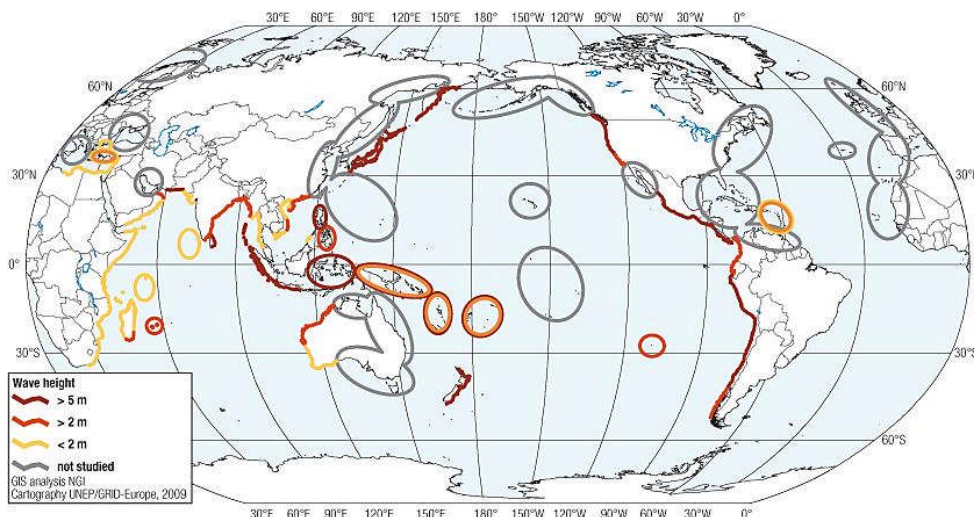 30°E 60°E 90°E 120°E 150°E 180° 150°W 120°W 90°W 60°W 30°W 0°
60°N 60°N
30°N 30°N
0° 0°
30°S 30°S
60°S
Wave height
> 5 m
> 2 m
< 2 m
not studied
GIS analysis NGI
Cartography UNEP/GRID-Europe, 2009
30°E 60°E 90°E 120°E 150°E 180° 150°W 120°W 90°W 60°W 30°W 0°